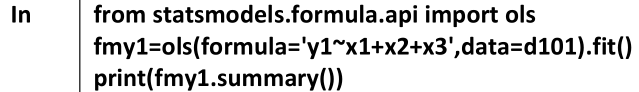 In from statsmodels.formula.api import ols
fmy1=ols(formula='y1~x1+x2+x3',data=d101).fit()
print(fmy1.summary())